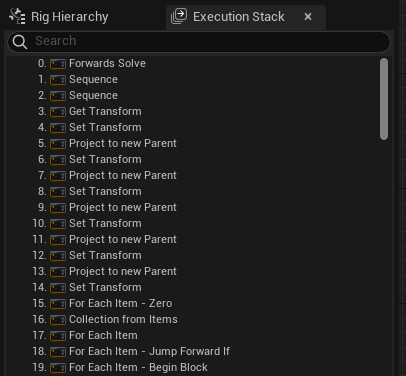 Rig Hierarchy Execution Stack
Search
0. Forwards Solve
1. Sequence
2. Sequence
3. Get Transform
4. Set Transform
5. Project to new Parent
6. Set Transform
7. Project to new Parent
8. Set Transform
9. Project to new Parent
10. Set Transform
11. Project to new Parent
12. Set Transform
13. Project to new Parent
14. Set Transform
15. For Each Item - Zero
16. Collection from Items
17. For Each Item
18. For Each Item - Jump Forward If
19. For Each Item - Begin Block